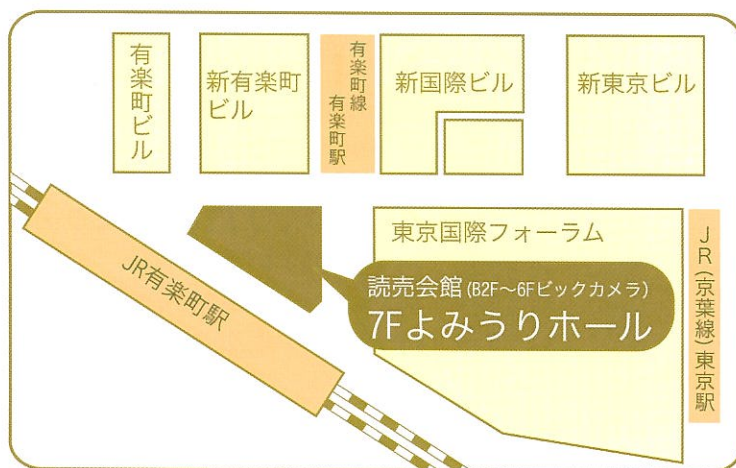 有楽町ビル
新有楽町
ビル
有楽町線
有楽町駅
新国際ビル
新東京ビル
JR有楽町駅
東京国際フォーラム
読売会館(B2F〜6Fビックカメラ)
7Fよみうりホール
JR(京葉線)東京駅